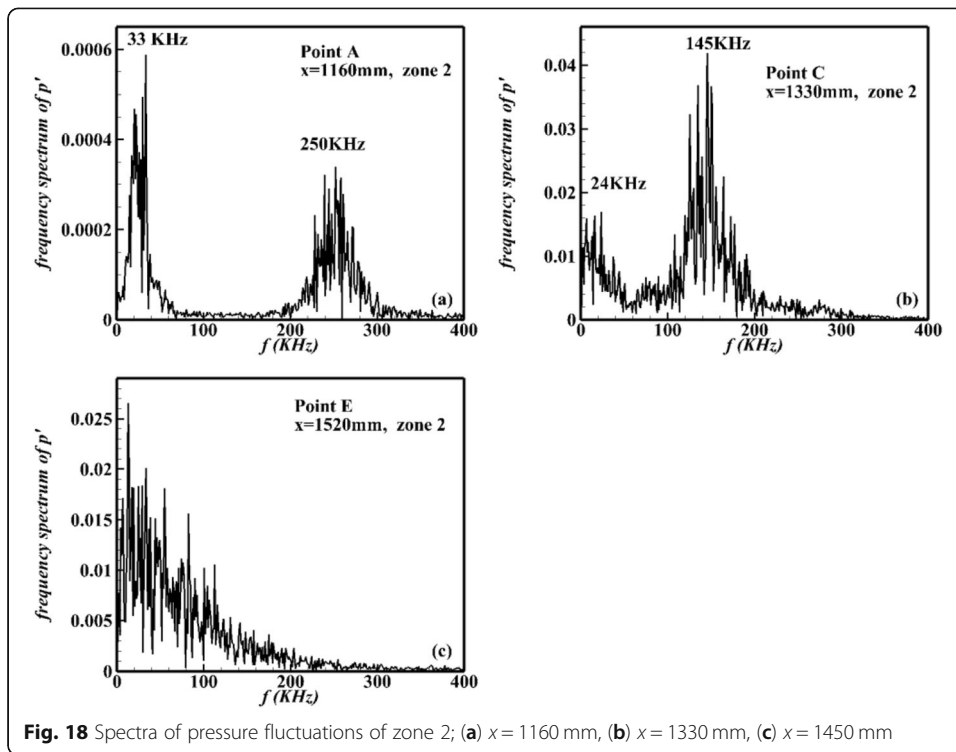 33 KHz
Point A
x=1160mm, zone 2
250KHz
(a)
0.0006
0.0004
0.0002
0
frequency spectrum of p'
0 100 200 300 400
f (KHz)
145KHz
Point C
x=1330mm, zone 2
24KHz
(b)
0.04
0.03
0.02
0.01
0
frequency spectrum of p'
0 100 200 300 400
f (KHz)
Point E
x=1520mm, zone 2
(c)
0.025
0.02
0.015
0.01
0.005
0
frequency spectrum of p'
0 100 200 300 400
f (KHz)
Fig. 18 Spectra of pressure fluctuations of zone 2; (a) x = 1160 mm, (b) x = 1330 mm, (c) x = 1450 mm